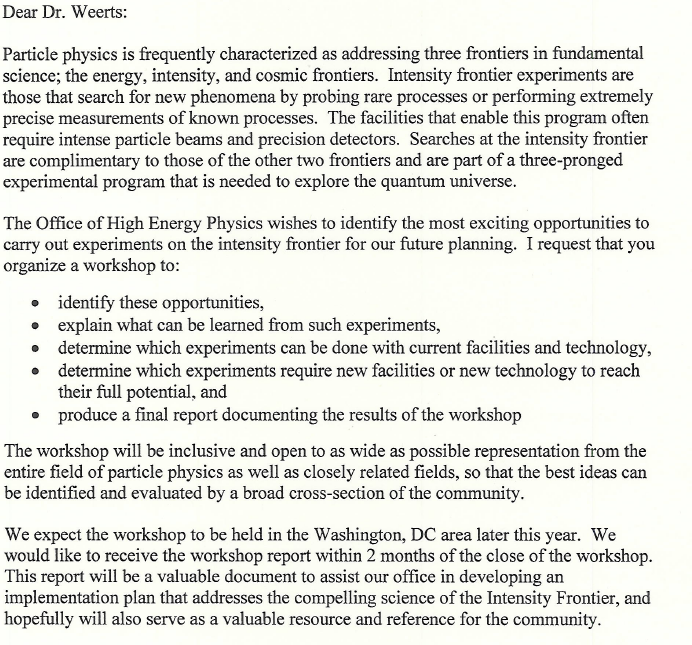 Dear Dr. Weerts:
Particle physics is frequently characterized as addressing three frontiers in fundamental
science; the energy, intensity, and cosmic frontiers.  Intensity frontier experiments are
those that search for new phenomena by probing rare processes or performing extremely
precise measurements of known processes.  The facilities that enable this program often
require intense particle beams and precision detectors.  Searches at the intensity frontier
are complimentary to those of the other two frontiers and are part of a three-pronged
experimental program that is needed to explore the quantum universe.
The Office of High Energy Physics wishes to identify the most exciting opportunities to
carry out experiments on the intensity frontier for our future planning.  I request that you
organize a workshop to:
• identify these opportunities,
• explain what can be learned from such experiments,
• determine which experiments can be done with current facilities and technology,
• determine which experiments require new facilities or new technology to reach
their full potential, and
• produce a final report documenting the results of the workshop
The workshop will be inclusive and open to as wide as possible representation from the
entire field of particle physics as well as closely related fields, so that the best ideas can
be identified and evaluated by a broad cross-section of the community.
We expect the workshop to be held in the Washington, DC area later this year.  We
would like to receive the workshop report within 2 months of the close of the workshop.
This report will be a valuable document to assist our office in developing an
implementation plan that addresses the compelling science of the Intensity Frontier, and
hopefully will also serve as a valuable resource and reference for the community.